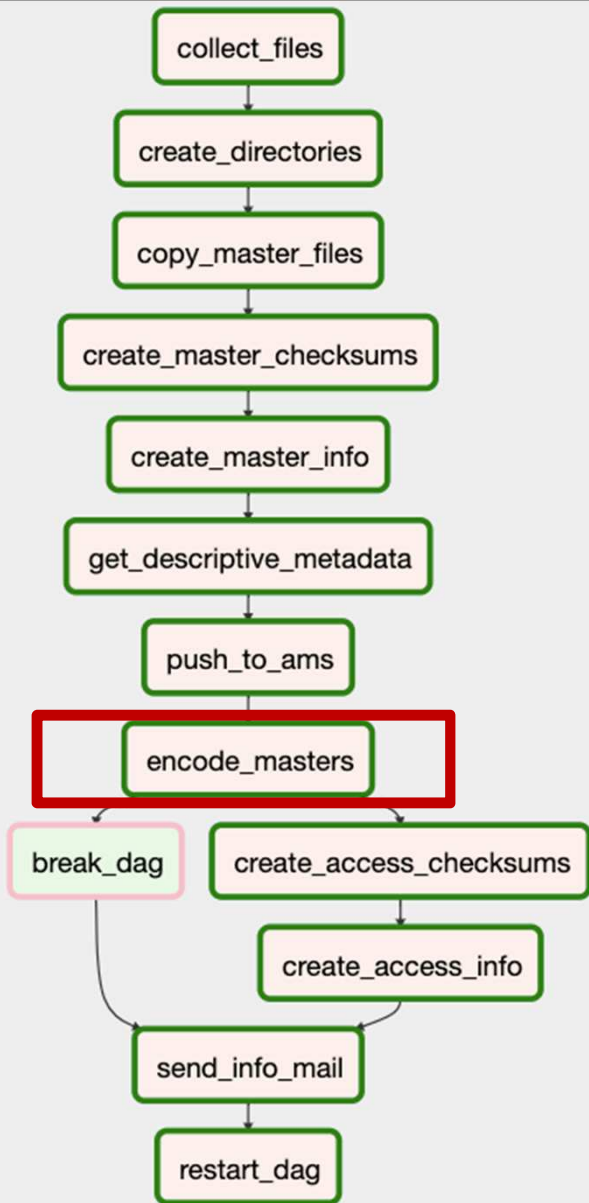 collect_files
create_directories
copy_master_files
create_master_checksums
create_master_info
get_descriptive_metadata
push_to_ams
encode_masters
break_dag
create_access_checksums
create_access_info
send_info_mail
restart_dag